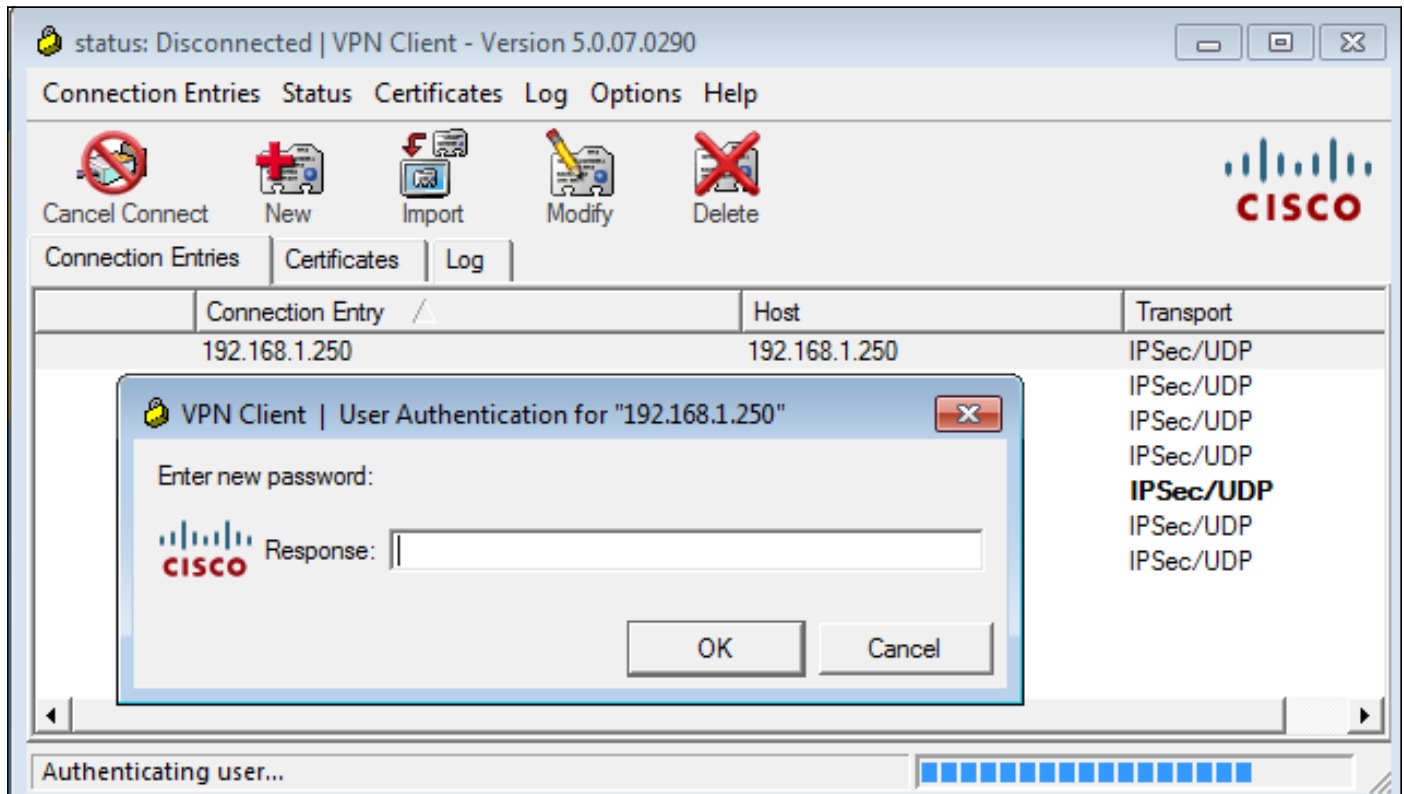 status: Disconnected | VPN Client - Version 5.0.07.0290
Connection Entries Status Certificates Log Options Help
Cancel Connect New Import Modify Delete
CISCO
Connection Entries Certificates Log
Connection Entry Host Transport
192.168.1.250 192.168.1.250 IPSec/UDP
IPSec/UDP
IPSec/UDP
IPSec/UDP
IPSec/UDP
IPSec/UDP
IPSec/UDP
VPN Client | User Authentication for "192.168.1.250"
Enter new password:
CISCO Response:
OK Cancel
Authenticating user...